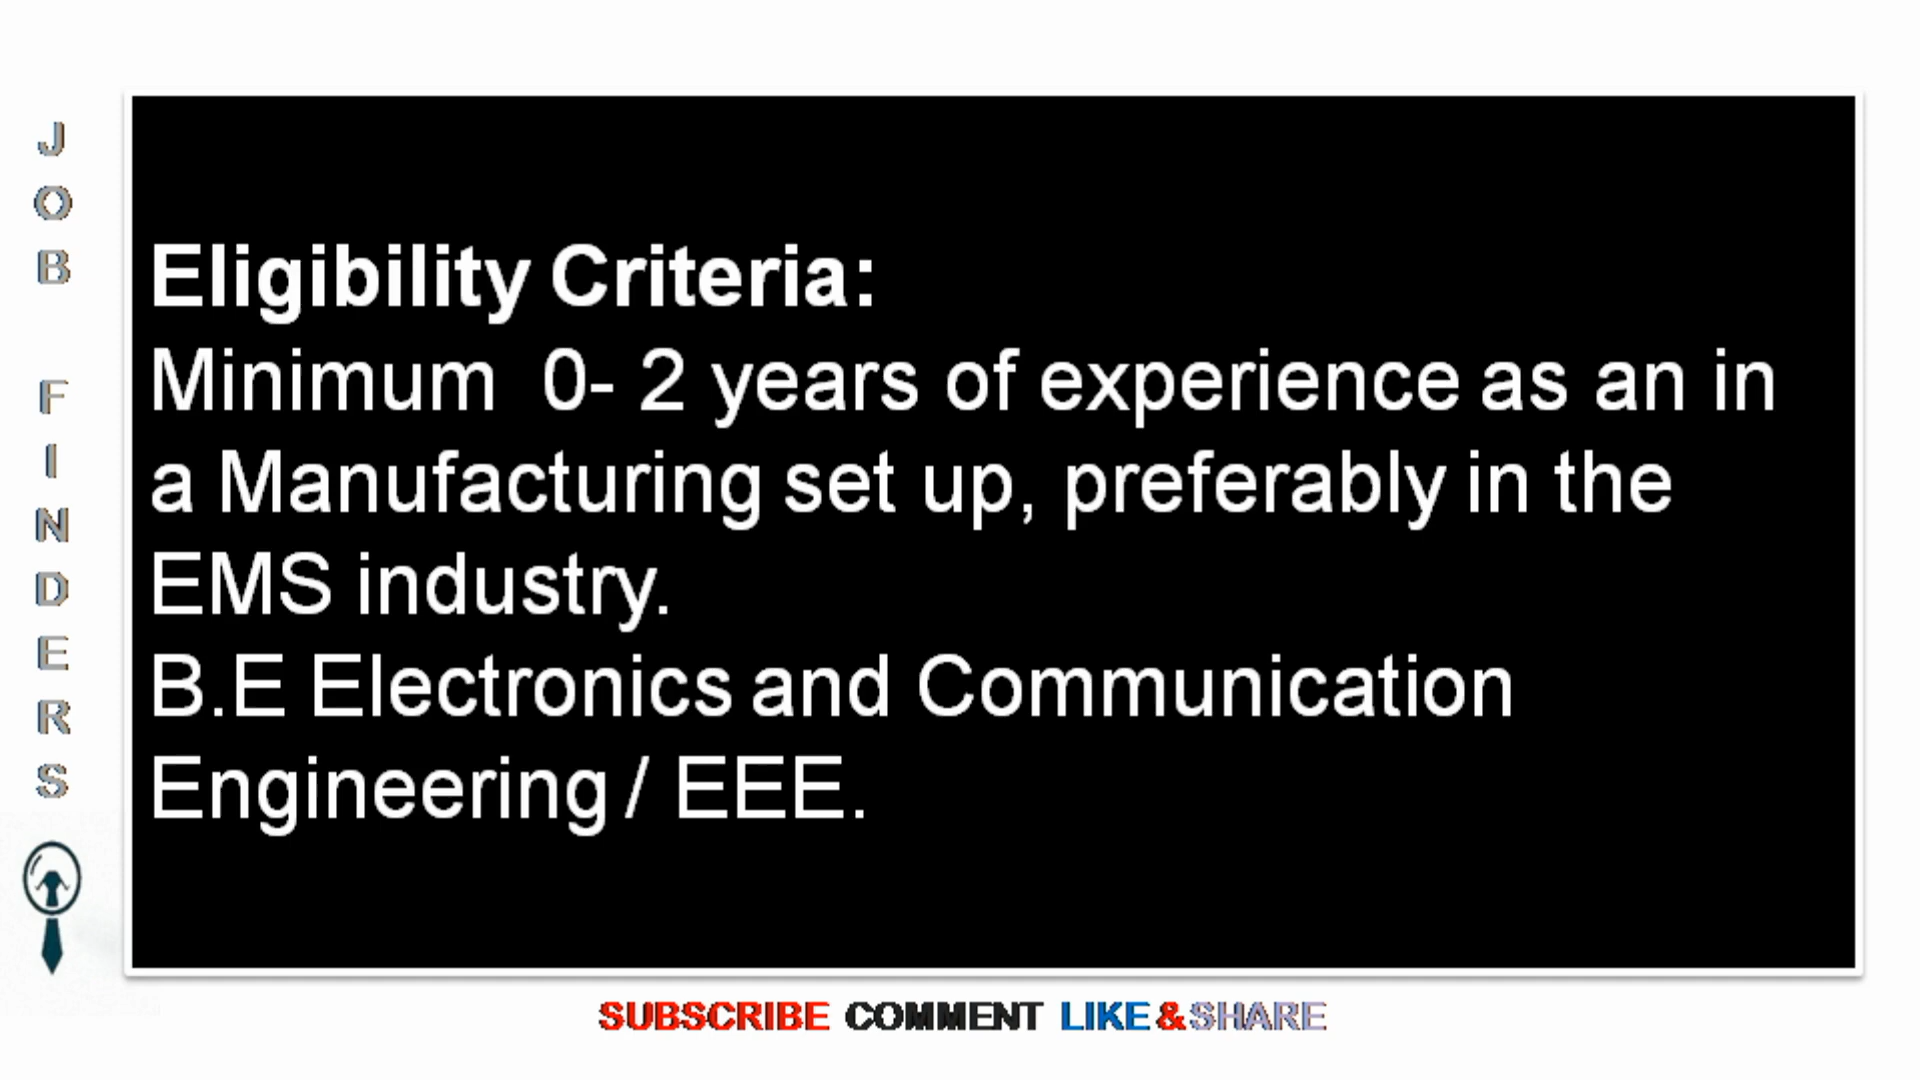 JOB FINDERS
Eligibility Criteria:
Minimum 0- 2 years of experience as an in
a Manufacturing set up, preferably in the
EMS industry.
B.E Electronics and Communication
Engineering / EEE.
SUBSCRIBE COMMENT LIKE & SHARE